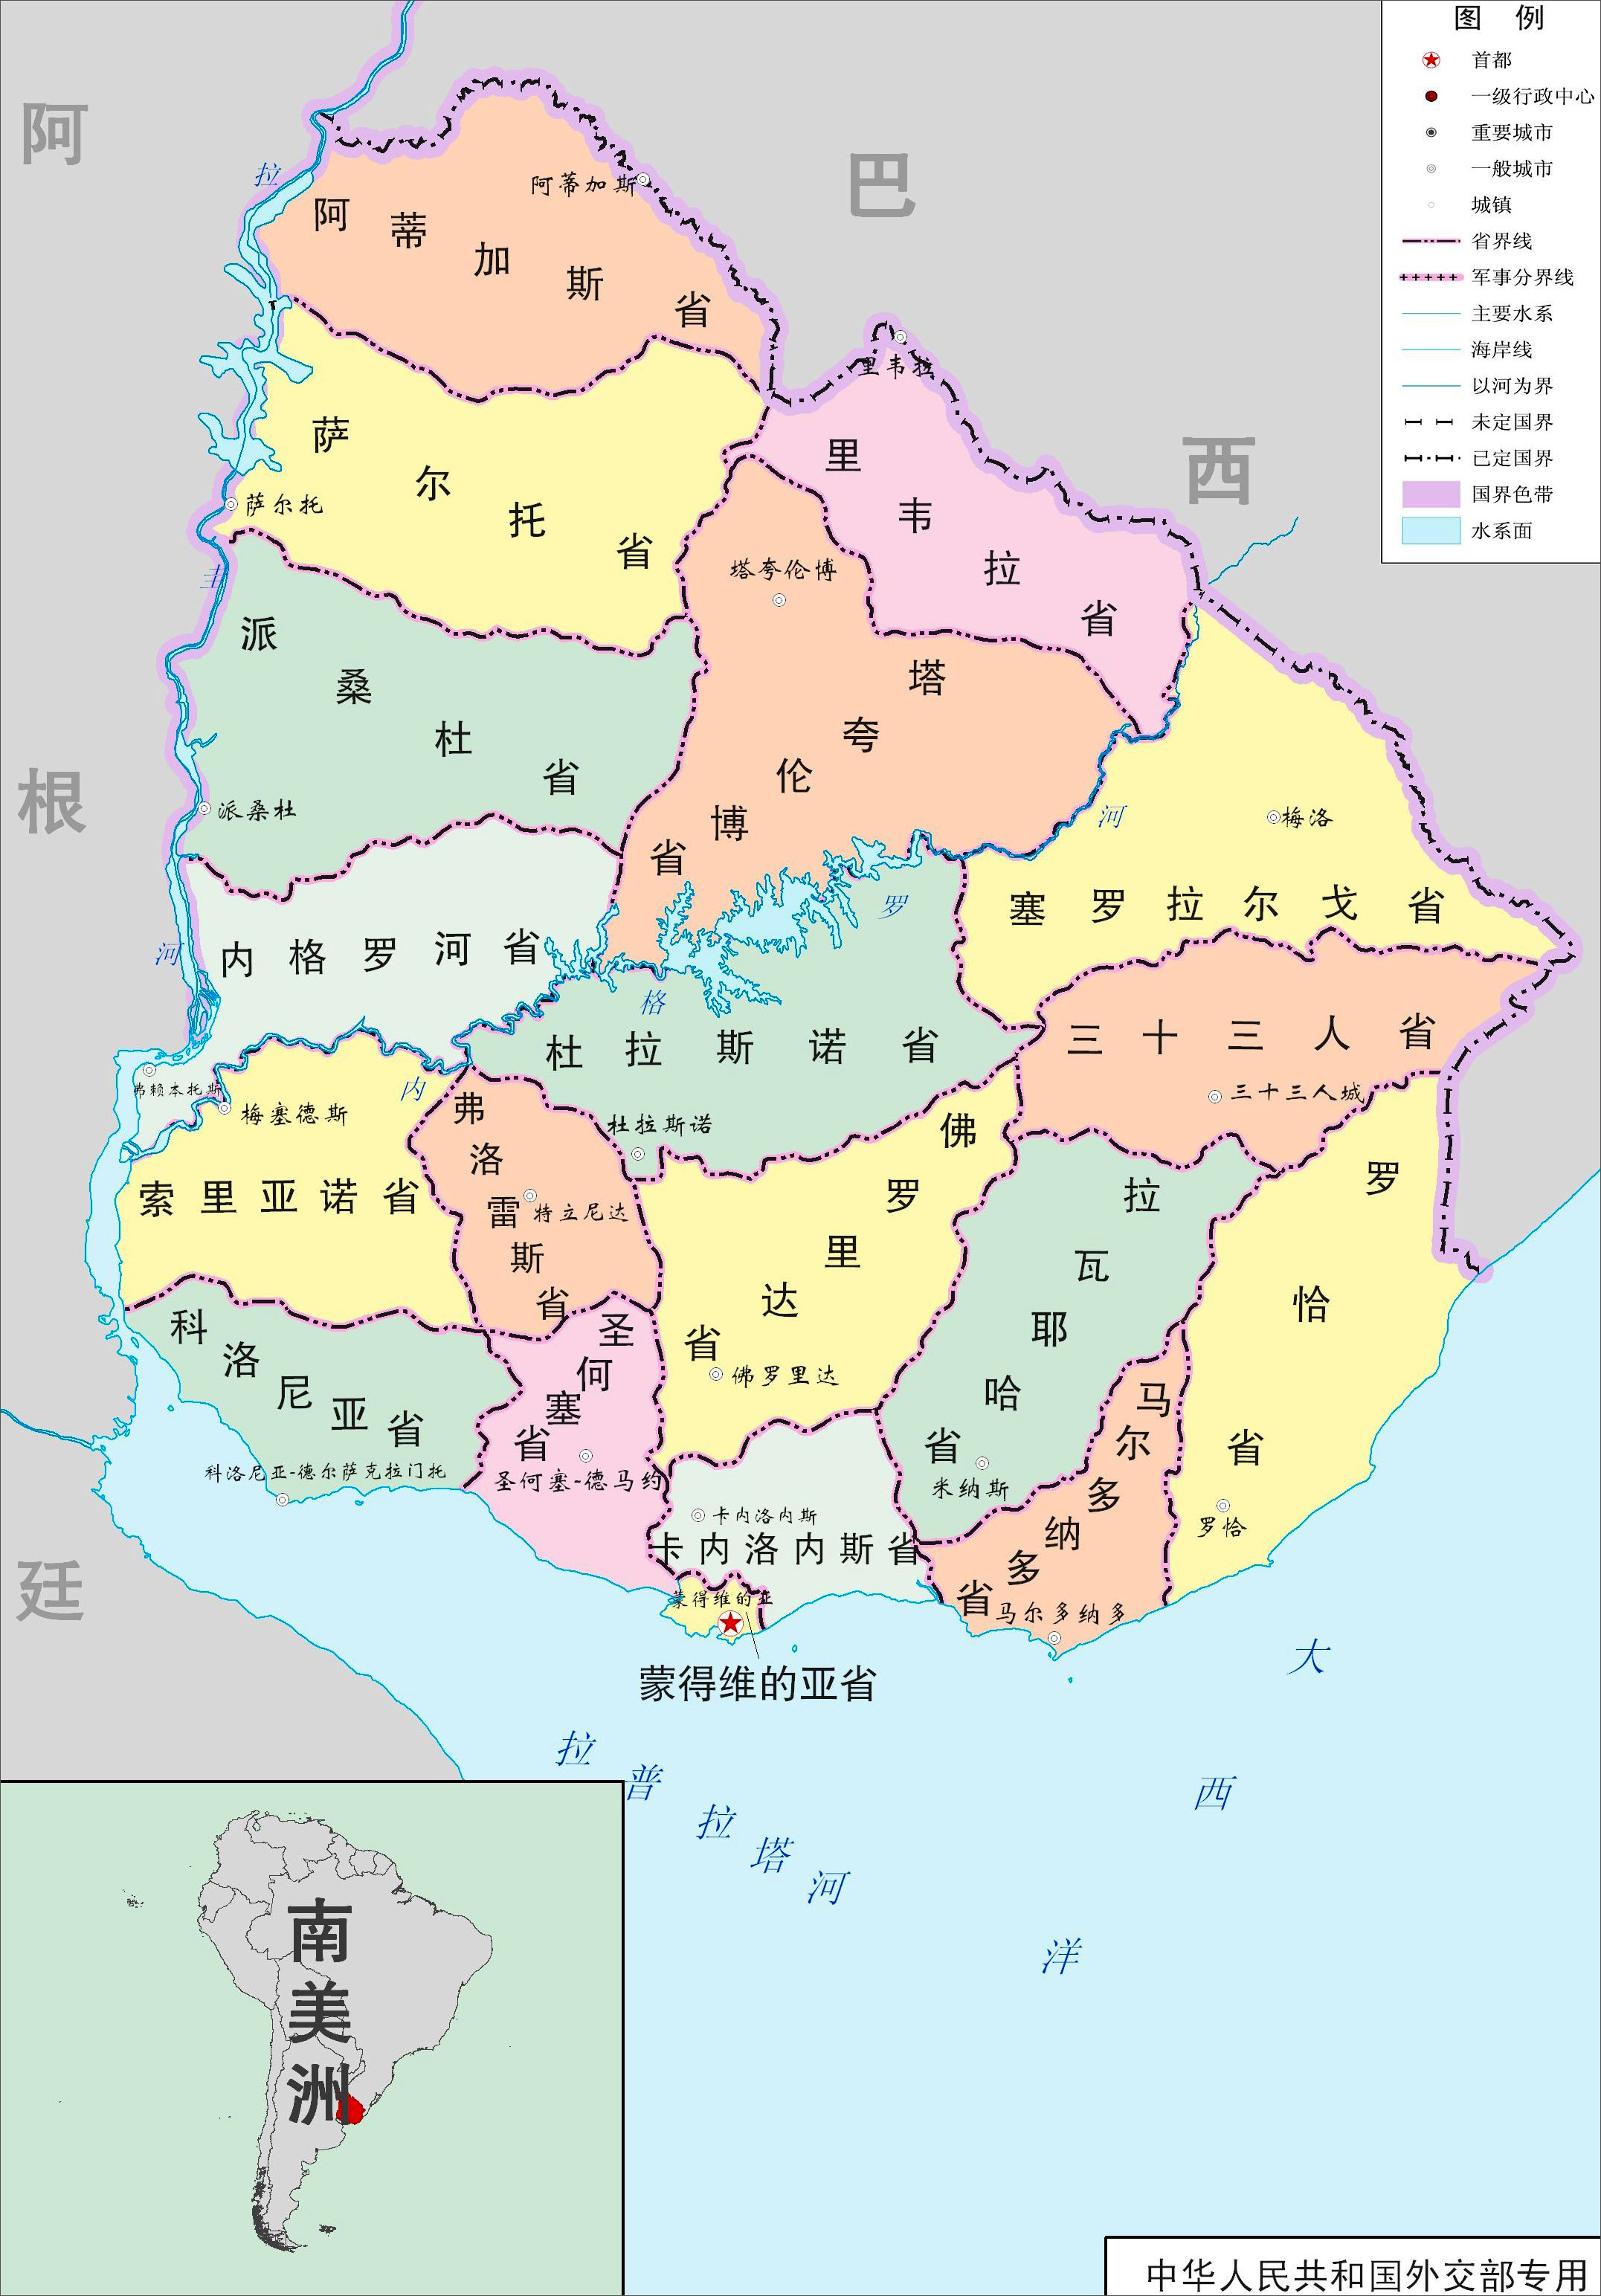 图 例
首都
一级行政中心
重要城市
一般城市
城镇
省界线
军事分界线
主要水系
海岸线
以河为界
未定国界
已定国界
国界色带
水系面
阿根廷
巴西
拉圭河
阿蒂加斯
阿蒂加斯省
里韦拉
里韦拉省
萨尔托省
萨尔托
塔夸伦博
塔夸伦博省
派桑杜省
派桑杜
梅洛
塞罗拉尔戈省
内格罗河
内格罗河省
弗赖本托斯
杜拉斯诺省
杜拉斯诺
三十三人省
三十三人城
梅塞德斯
索里亚诺省
弗洛雷斯省
特立尼达
佛罗里达省
佛罗里达
拉瓦耶哈省
米纳斯
罗恰省
罗恰
科洛尼亚省
科洛尼亚-德尔萨克拉门托
圣何塞省
圣何塞-德马约
卡内洛内斯
卡内洛内斯省
马尔多纳多省
马尔多纳多
蒙得维的亚
蒙得维的亚省
拉普拉塔河
大西洋
南美洲
中华人民共和国外交部专用